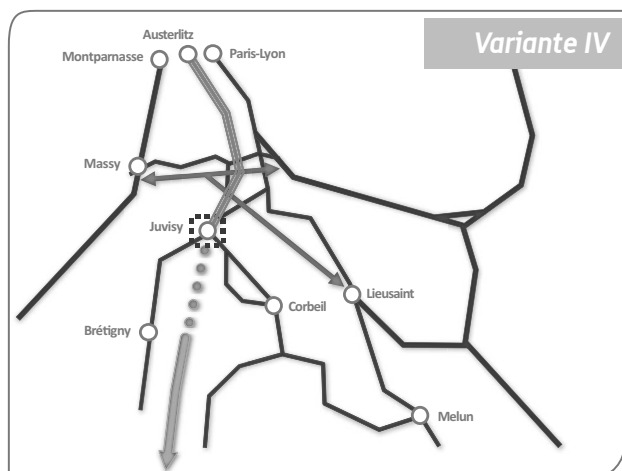 Austerlitz
Variante IV
Montparnasse
Paris-Lyon
Massy
Juvisy
Lieusaint
Corbeil
Brétigny
Melun